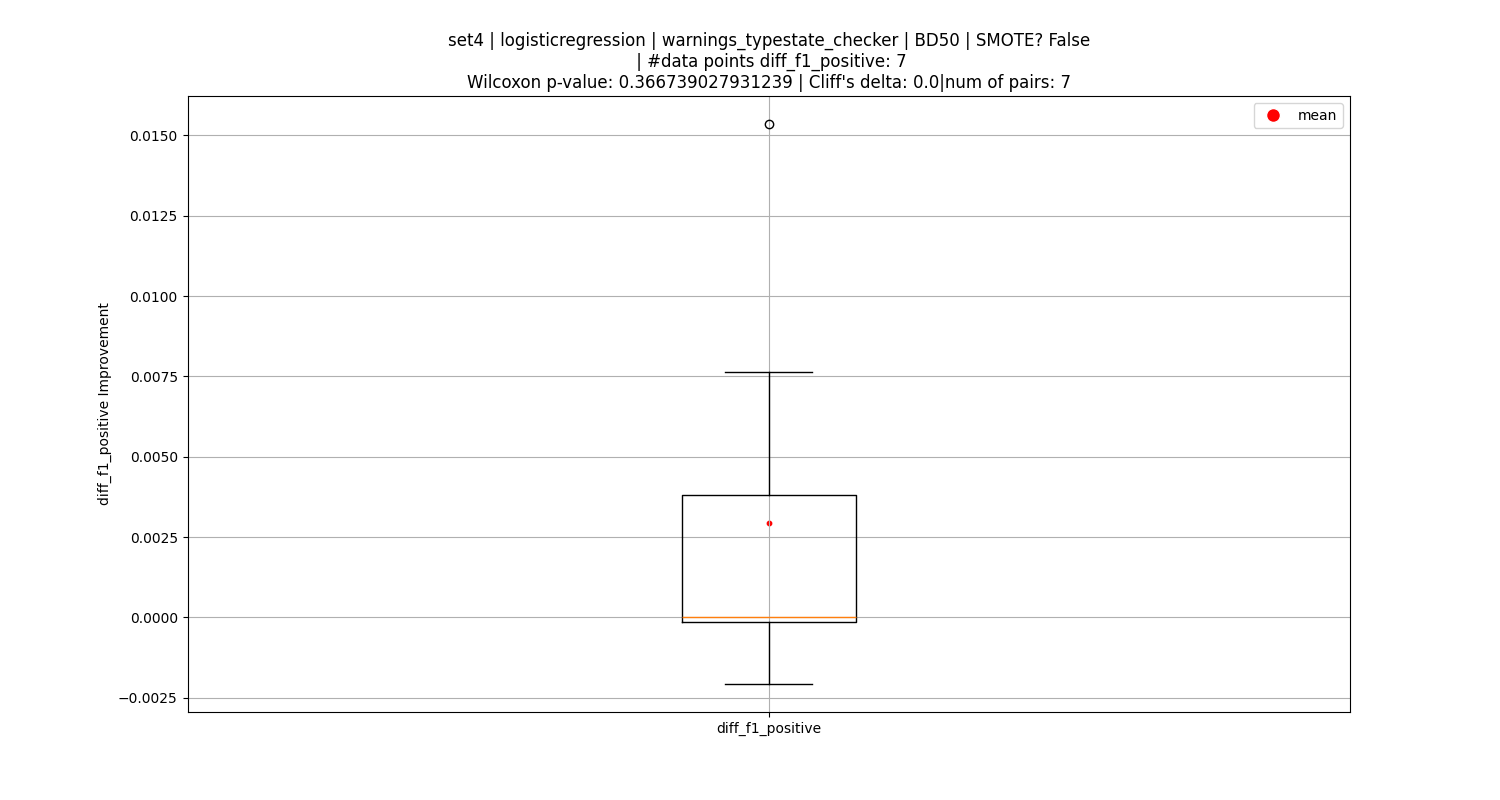 set4 | logisticregression | warnings_typestate_checker | BD50 | SMOTE? False
| #data points diff_f1_positive: 7
Wilcoxon p-value: 0.366739027931239 | Cliff's delta: 0.0|num of pairs: 7
mean
0.0150
0.0125
0.0100
0.0075
0.0050
0.0025
0.0000
−0.0025
diff_f1_positive Improvement
diff_f1_positive